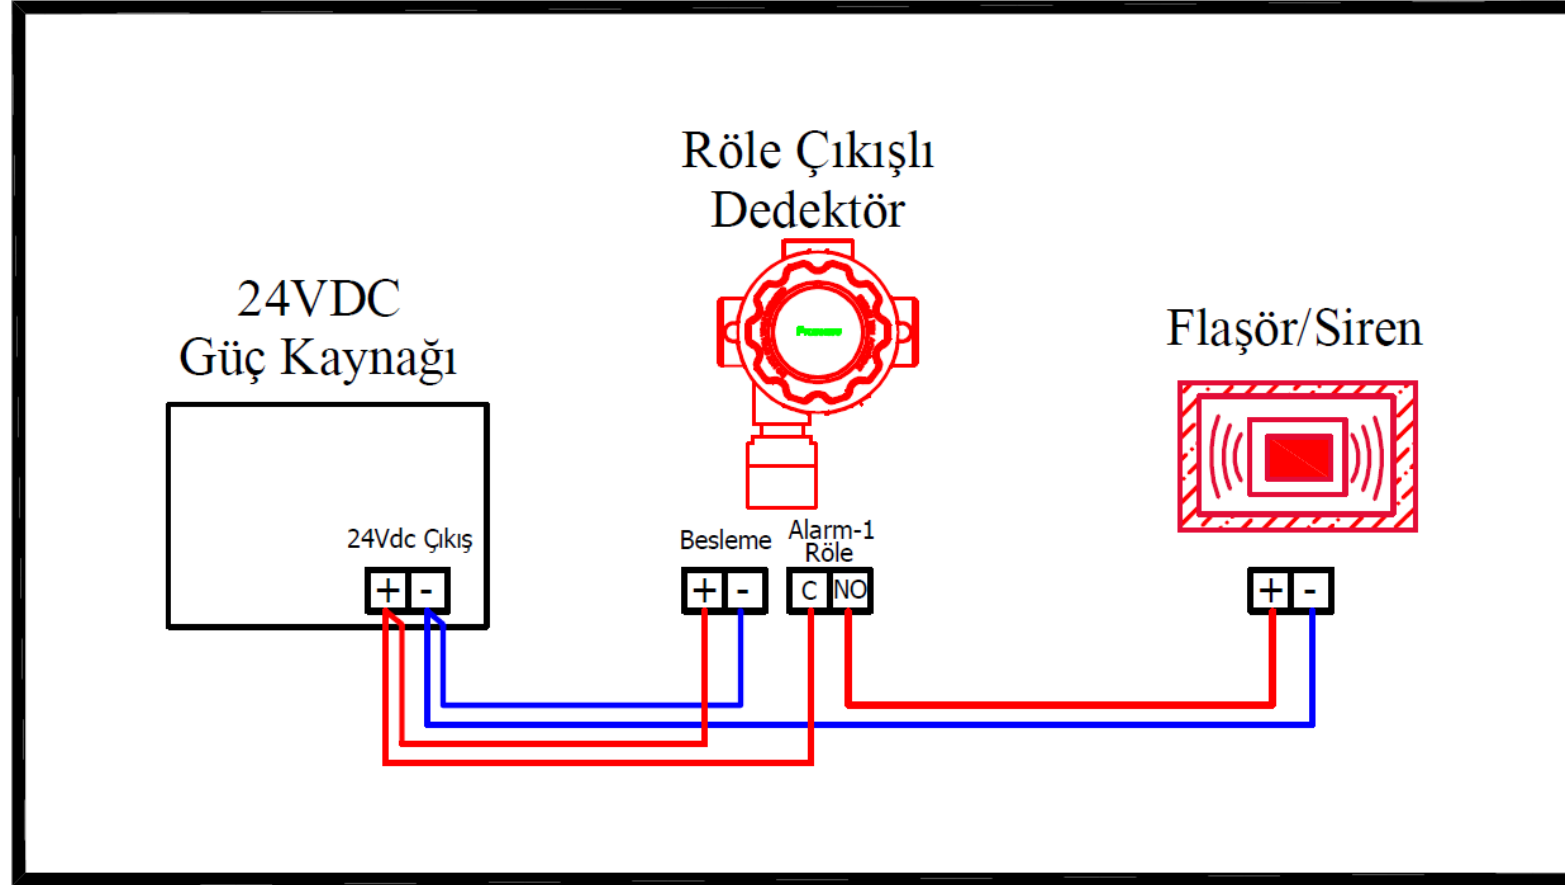 Röle Çıkışlı
Dedektör
24VDC
Güç Kaynağı
Flaşör/Siren
24Vdc Çıkış
Besleme
Alarm-1
Röle
+ -
+ -
C NO
+ -